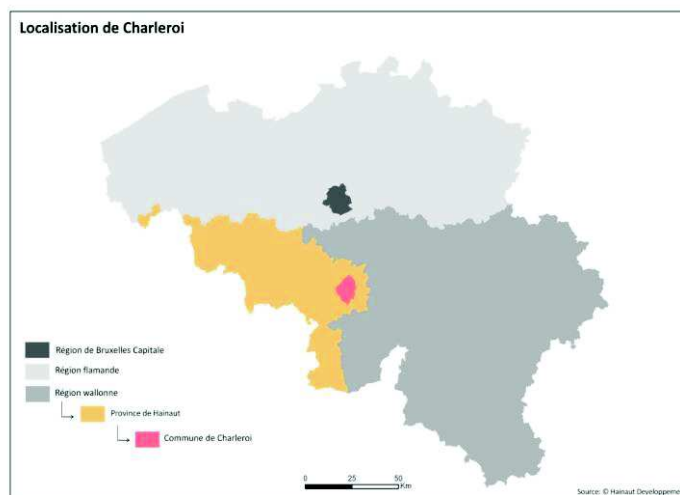 Localisation de Charleroi
Région de Bruxelles Capitale
Région flamande
Région wallonne
Province de Hainaut
Commune de Charleroi
0 25 50
Km
Source: © Hainaut Developpeme